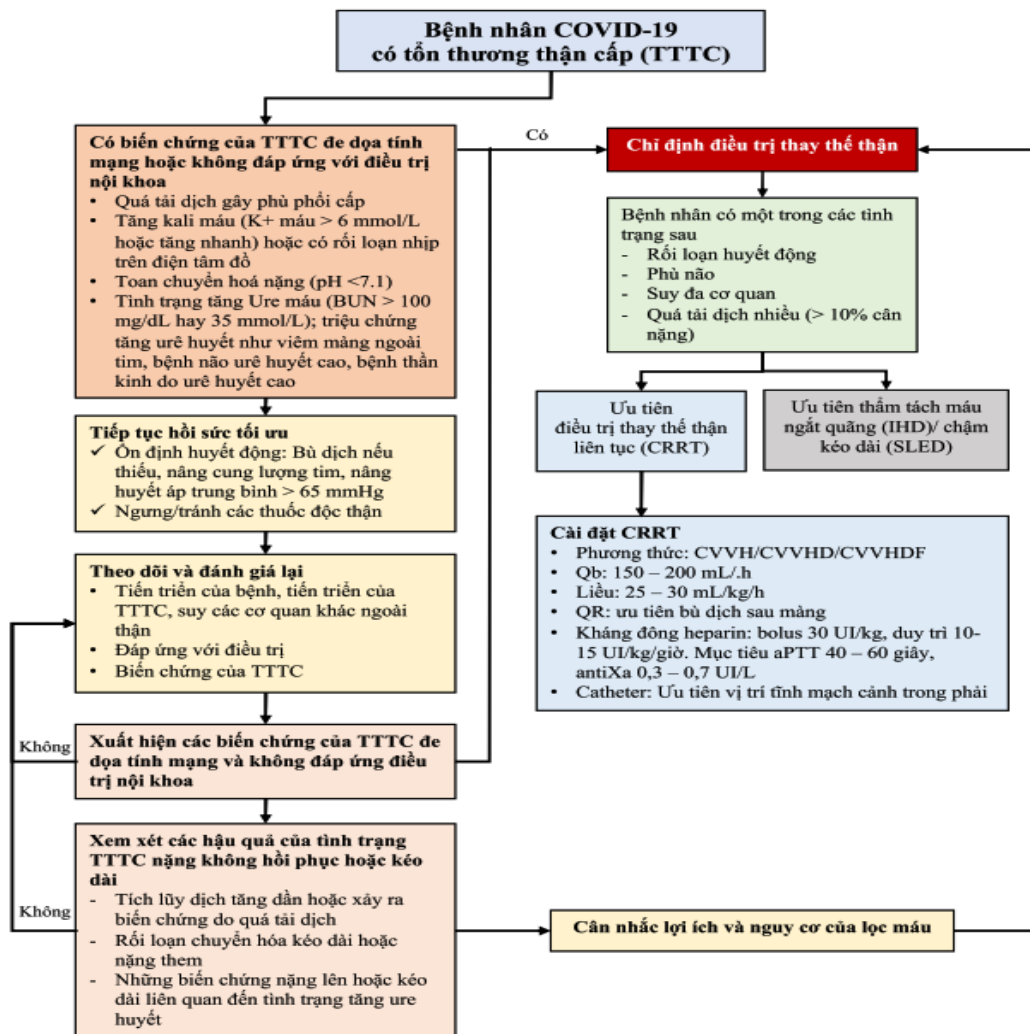 Bệnh nhân COVID-19
có tổn thương thận cấp (TTTC)
Có biến chứng của TTTC đe dọa tính
mạng hoặc không đáp ứng với điều trị
nội khoa
• Quá tải dịch gây phù phổi cấp
• Tăng kali máu (K+ máu > 6 mmol/L
hoặc tăng nhanh) hoặc có rối loạn nhịp
trên điện tâm đồ
• Toan chuyển hoá nặng (pH <7.1)
• Tình trạng tăng Ure máu (BUN > 100
mg/dL hay 35 mmol/L); triệu chứng
tăng urê huyết như viêm màng ngoài
tim, bệnh não urê huyết cao, bệnh thần
kinh do urê huyết cao
Có
Chỉ định điều trị thay thế thận
Bệnh nhân có một trong các tình
trạng sau
- Rối loạn huyết động
- Phù não
- Suy đa cơ quan
- Quá tải dịch nhiều (> 10% cân
nặng)
Ưu tiên
điều trị thay thế thận
liên tục (CRRT)
Ưu tiên thẩm tách máu
ngắt quãng (IHD)/ chậm
kéo dài (SLED)
Tiếp tục hồi sức tối ưu
✓ Ổn định huyết động: Bù dịch nếu
thiếu, nâng cung lượng tim, nâng
huyết áp trung bình > 65 mmHg
✓ Ngưng/tránh các thuốc độc thận
Cài đặt CRRT
• Phương thức: CVVH/CVVHD/CVVHDF
• Qb: 150 – 200 mL/.h
• Liều: 25 – 30 mL/kg/h
• QR: ưu tiên bù dịch sau màng
• Kháng đông heparin: bolus 30 UI/kg, duy trì 10-
15 UI/kg/giờ. Mục tiêu aPTT 40 – 60 giây,
antiXa 0,3 – 0,7 UI/L
• Catheter: Ưu tiên vị trí tĩnh mạch cảnh trong phải
Theo dõi và đánh giá lại
• Tiến triển của bệnh, tiến triển của
TTTC, suy các cơ quan khác ngoài
thận
• Đáp ứng với điều trị
• Biến chứng của TTTC
Không
Xuất hiện các biến chứng của TTTC đe
dọa tính mạng và không đáp ứng điều
trị nội khoa
Xem xét các hậu quả của tình trạng
TTTC nặng không hồi phục hoặc kéo
dài
- Tích lũy dịch tăng dần hoặc xảy ra
biến chứng do quá tải dịch
- Rối loạn chuyển hóa kéo dài hoặc
nặng them
- Những biến chứng nặng lên hoặc kéo
dài liên quan đến tình trạng tăng ure
huyết
Không
Cân nhắc lợi ích và nguy cơ của lọc máu